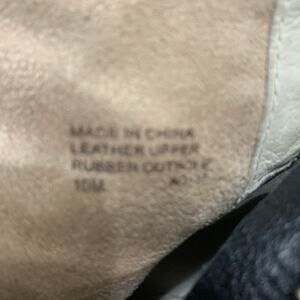 MADE IN CHINA
LEATHER UPPER
RUBBER OUTSOLE
10M